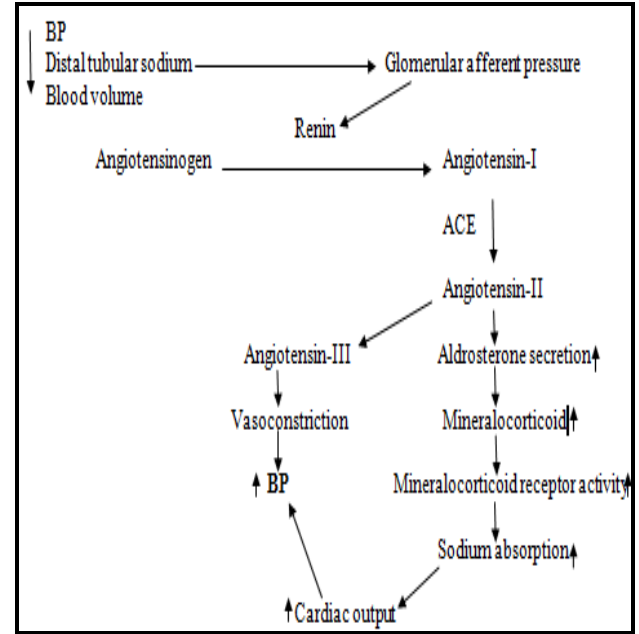 BP
Distal tubular sodium
Glomerular afferent pressure
Blood volume
Renin
Angiotensinogen
Angiotensin-I
ACE
Angiotensin-II
Angiotensin-III
Aldrosterone secretion
Vasoconstriction
Mineralocorticoid
BP
Mineralocorticoid receptor activity
Sodium absorption
Cardiac output